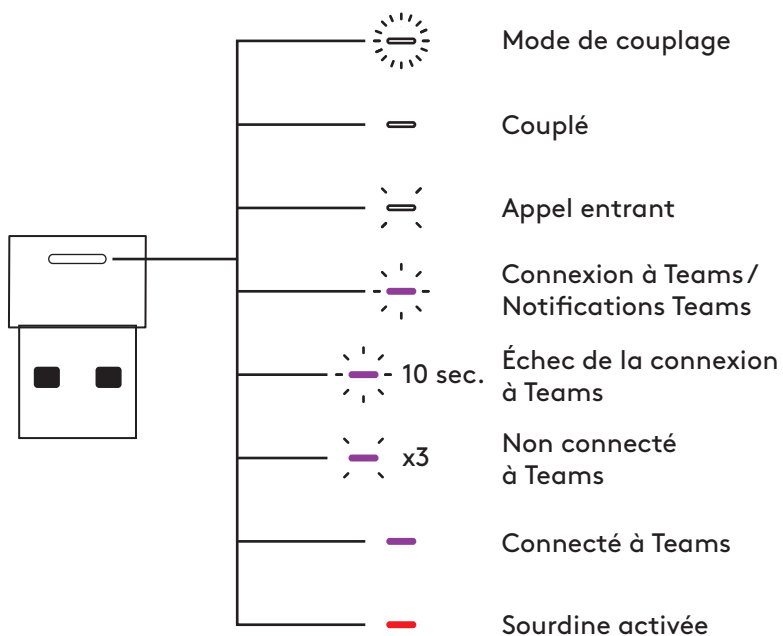 Mode de couplage
Couplé
Appel entrant
Connexion à Teams /
Notifications Teams
10 sec. Échec de la connexion
à Teams
x3 Non connecté
à Teams
Connecté à Teams
Sourdine activée